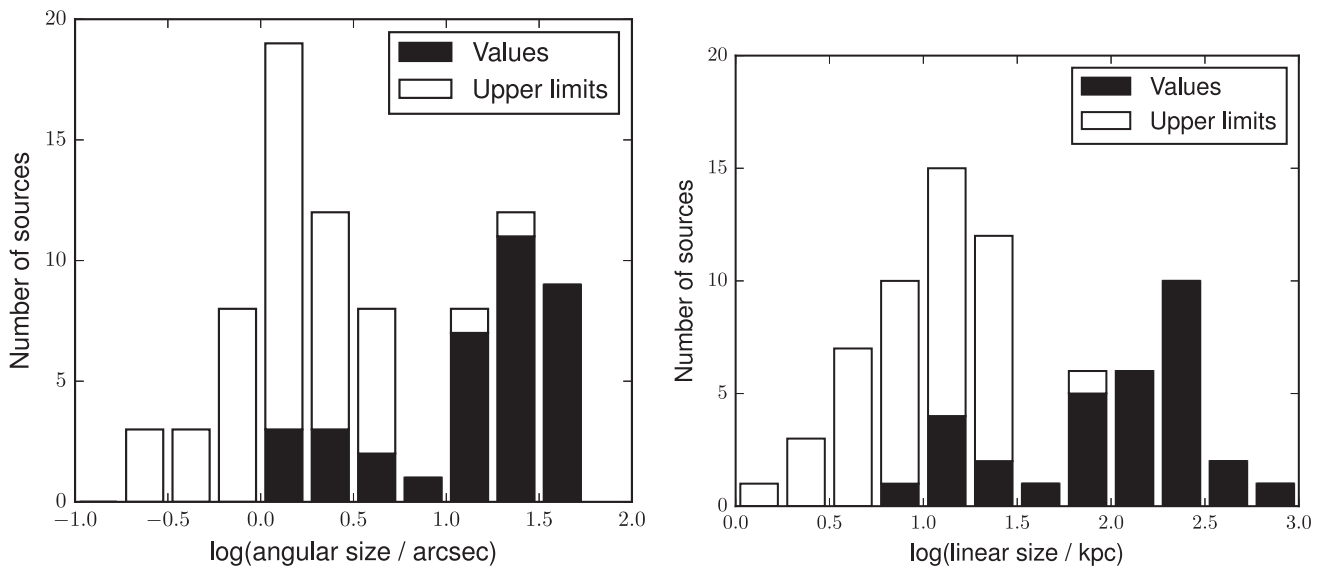 20
15
10
5
0
Number of sources
Values
Upper limits
−1.0 −0.5 0.0 0.5 1.0 1.5 2.0
log(angular size / arcsec)
20
15
10
5
0
Number of sources
Values
Upper limits
0.0 0.5 1.0 1.5 2.0 2.5 3.0
log(linear size / kpc)